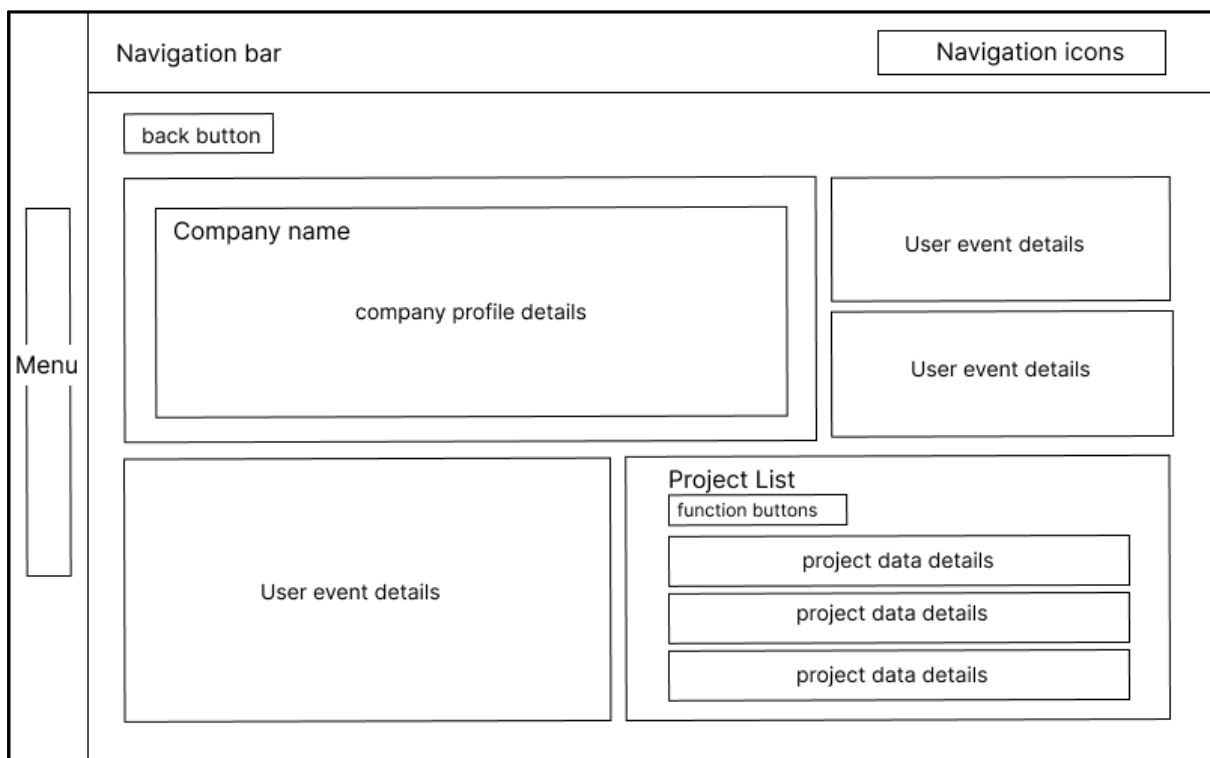 Navigation bar
Navigation icons
back button
Menu
Company name
company profile details
User event details
User event details
User event details
Project List
function buttons
project data details
project data details
project data details